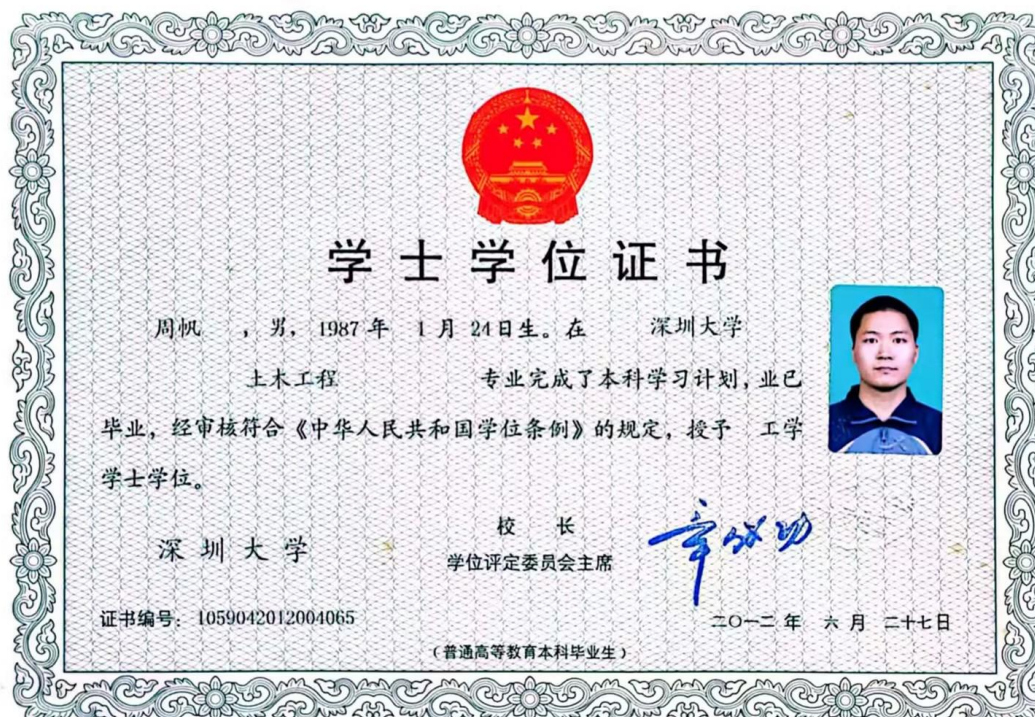 学士学位证书
周帆 ,男,1987年 1月 24日生。在 深圳大学
土木工程 专业完成了本科学习计划,业已
毕业,经审核符合《中华人民共和国学位条例》的规定,授予 工学
学士学位。
校 长
深圳大学
学位评定委员会主席
章必功
证书编号:1059042012004065
二〇一二年 六月 二十七日
(普通高等教育本科毕业生)